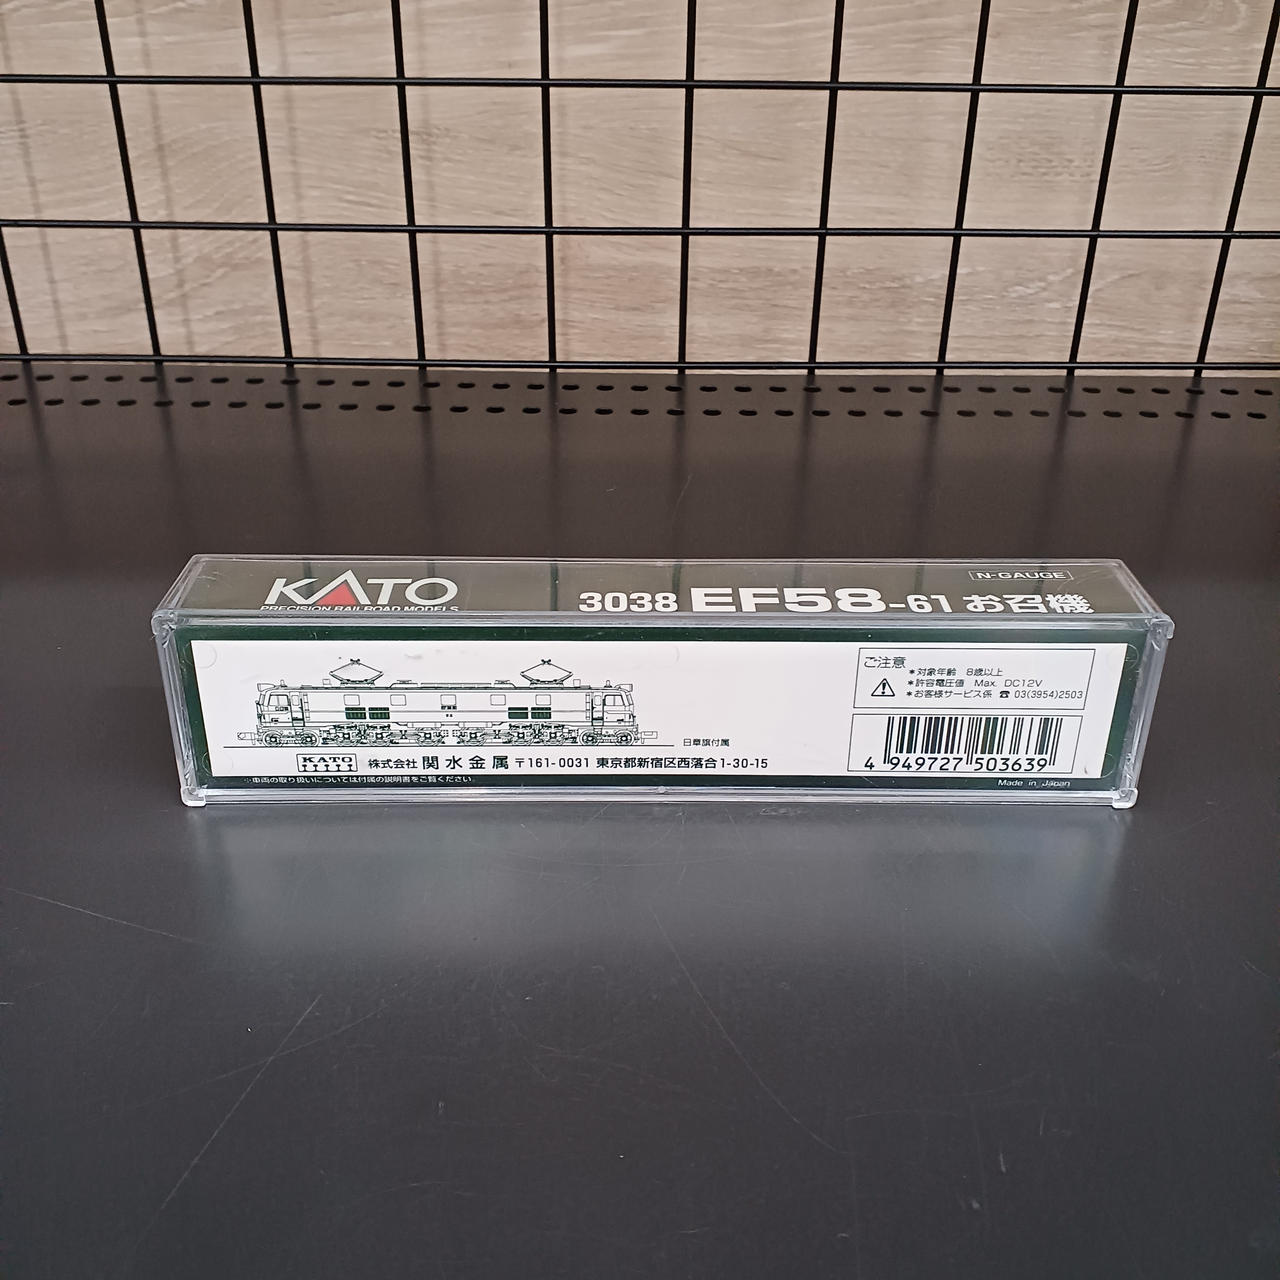 KATO
PRECISION RAILROAD MODELS
N-GAUGE
3038 EF58-61 お召機
ご注意
＊対象年齢 8歳以上
＊許容電圧値 Max. DC12V
＊お客様サービス係 ☎ 03(3954)2503
日章旗付属
KATO 株式会社 関水金属 〒161-0031 東京都新宿区西落合1-30-15
4 949727 503639
※車両の取り扱いについては付属の説明書をご覧ください
Made in Japan